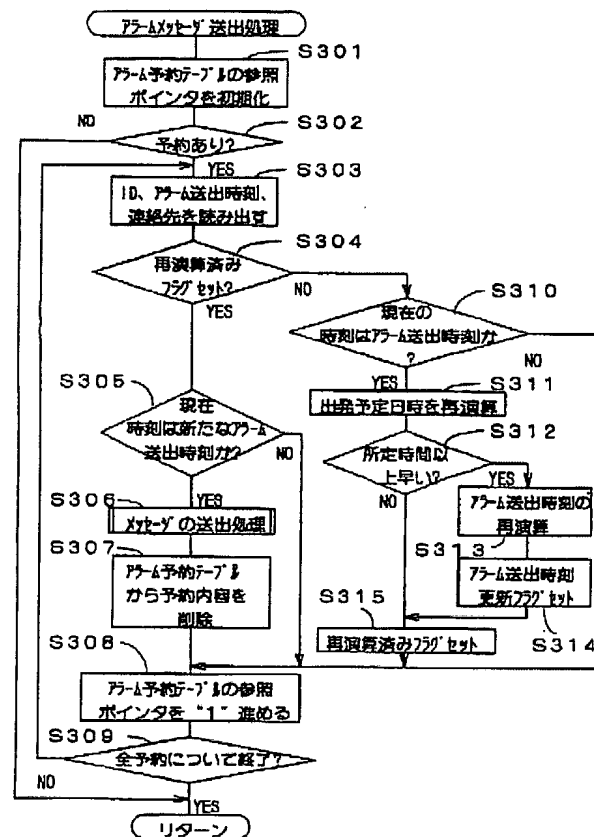 アラームメッセージ送出処理
S301
アラーム予約テーブルの参照
ポインタを初期化
NO
S302
予約あり?
YES
S303
ID、アラーム送出時刻、
連絡先を読み出す
S304
再演算済み
フラグセット?
NO
YES
S310
現在の
時刻はアラーム送出時刻か
?
NO
YES
S311
出発予定日時を再演算
S305
現在
時刻は新たなアラーム
送出時刻か?
NO
YES
S312
所定時間以
上早い?
YES
NO
S306
メッセージの送出処理
アラーム送出時刻の
再演算
S313
S307
アラーム予約テーブル
から予約内容を
削除
アラーム送出時刻
更新フラグセット
S314
S315
再演算済みフラグセット
S308
アラーム予約テーブルの参照
ポインタを“1”進める
S309
全予約について終了?
NO
YES
リターン